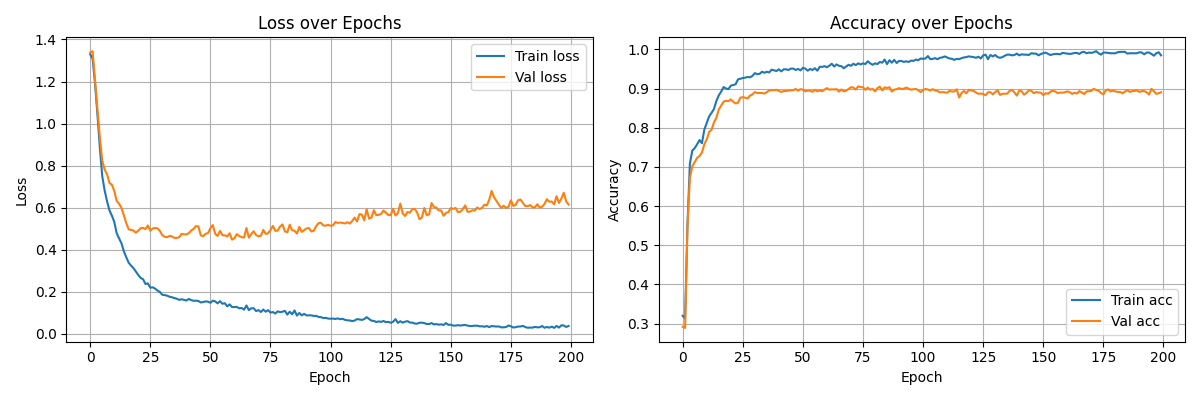 Loss over Epochs
1.4
1.2
1.0
0.8
0.6
0.4
0.2
0.0
Loss
0 25 50 75 100 125 150 175 200
Epoch
Train loss
Val loss
Accuracy over Epochs
1.0
0.9
0.8
0.7
0.6
0.5
0.4
0.3
Accuracy
0 25 50 75 100 125 150 175 200
Epoch
Train acc
Val acc